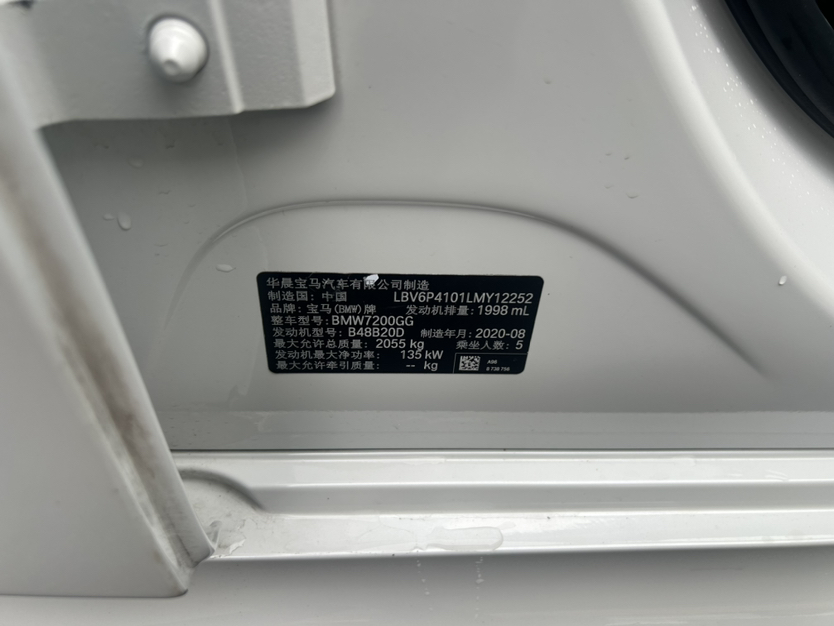 华晨宝马汽车有限公司制造
制造国: 中国 LBV6P4101LMY12252
品牌: 宝马(BMW)牌 发动机排量: 1998 mL
整车型号: BMW7200GG
发动机型号: B48B20D 制造年月: 2020-08
最大允许总质量: 2055 kg 乘坐人数: 5
发动机最大净功率: 135 kW
最大允许牵引质量: -- kg